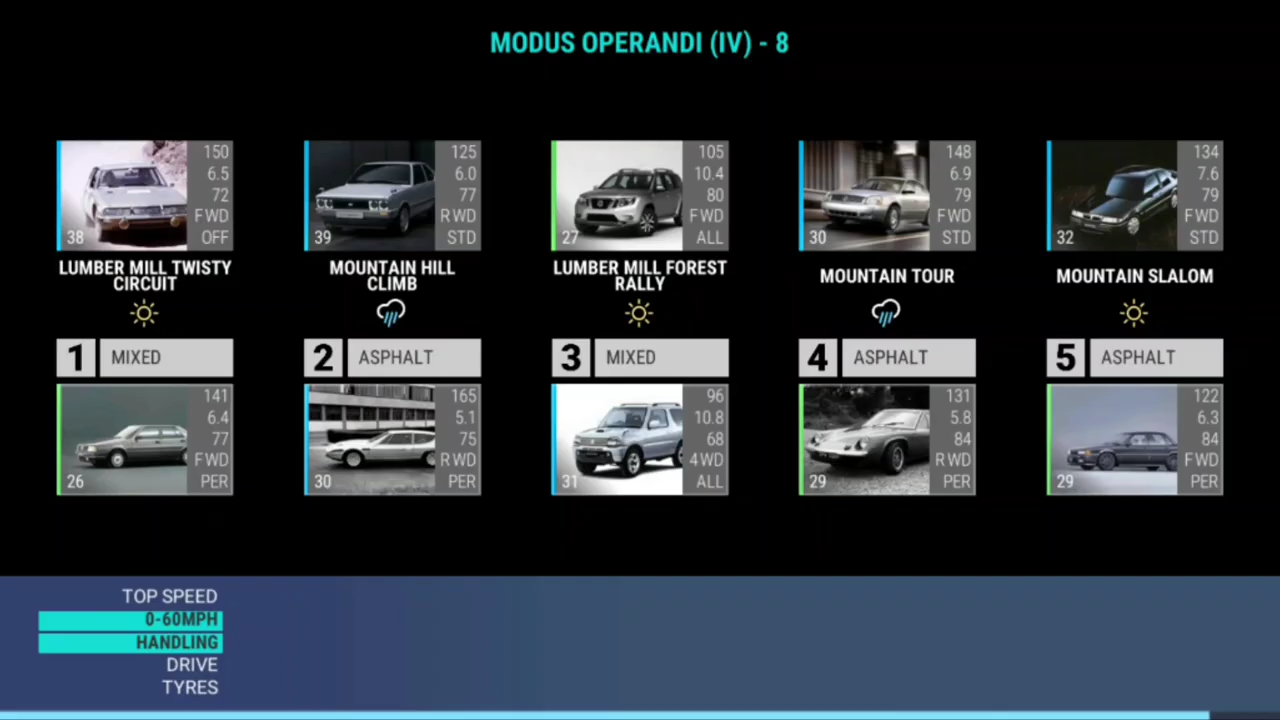 MODUS OPERANDI (IV) - 8
150
6.5
72
FWD
38 OFF
125
6.0
77
RWD
39 STD
105
10.4
80
FWD
27 ALL
148
6.9
79
FWD
30 STD
134
7.6
79
FWD
32 STD
LUMBER MILL TWISTY
CIRCUIT
MOUNTAIN HILL
CLIMB
LUMBER MILL FOREST
RALLY
MOUNTAIN TOUR
MOUNTAIN SLALOM
1 MIXED
2 ASPHALT
3 MIXED
4 ASPHALT
5 ASPHALT
141
6.4
77
FWD
26 PER
165
5.1
75
RWD
30 PER
96
10.8
68
4WD
31 ALL
131
5.8
84
RWD
29 PER
122
6.3
84
FWD
29 PER
TOP SPEED
0-60MPH
HANDLING
DRIVE
TYRES